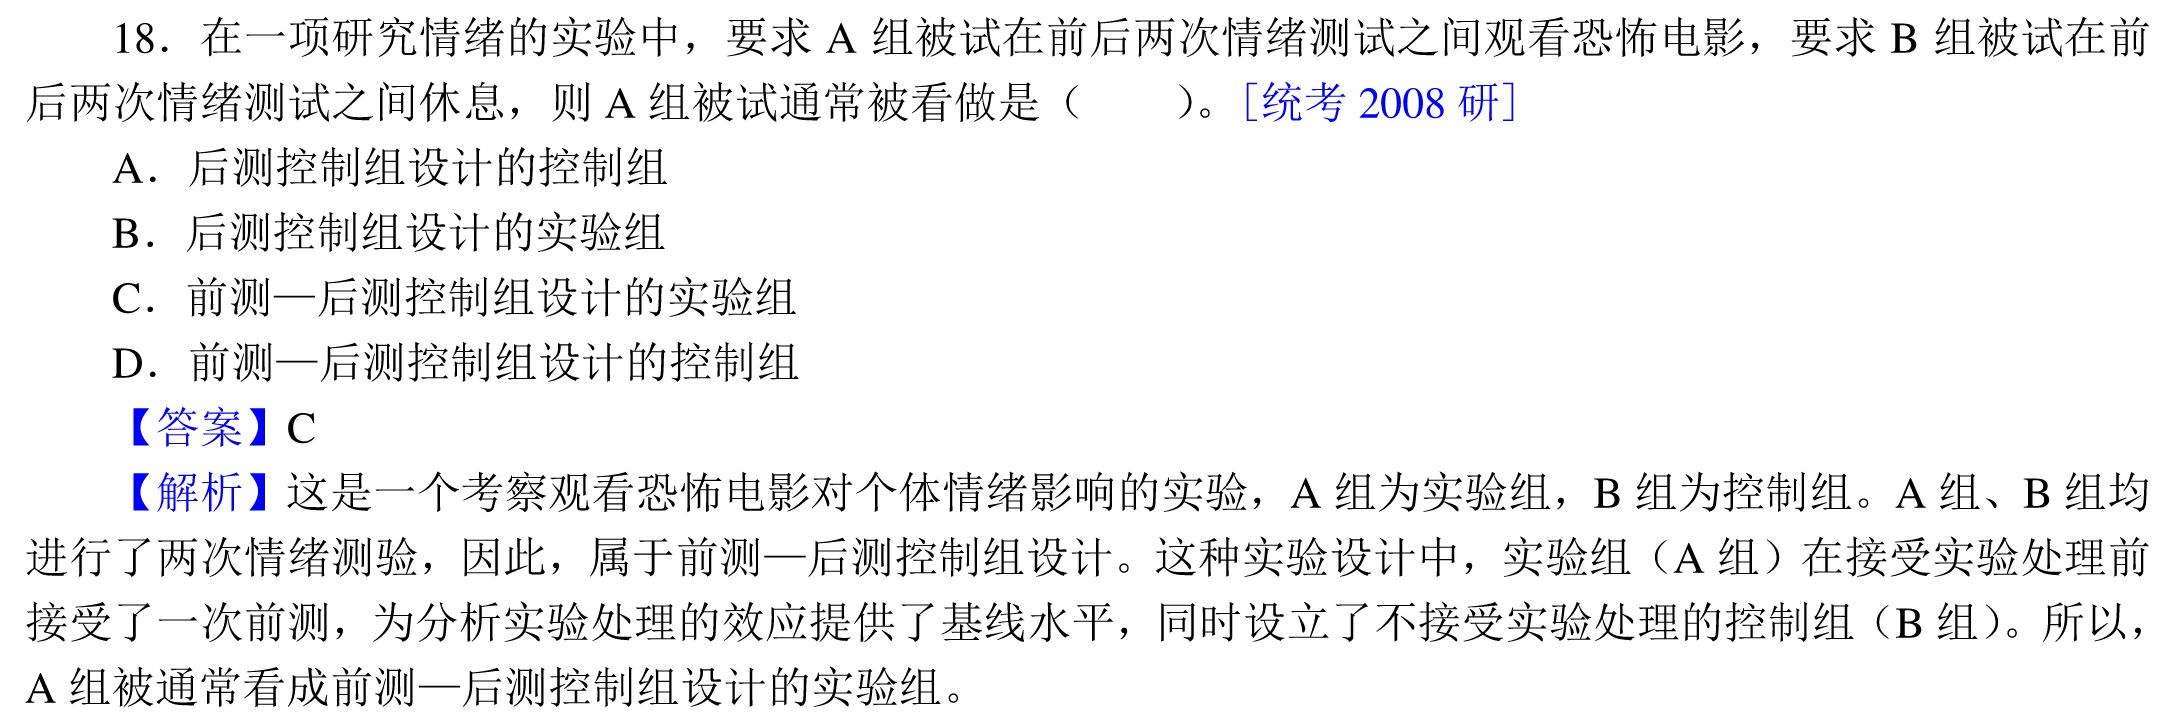 18．在一项研究情绪的实验中，要求 A 组被试在前后两次情绪测试之间观看恐怖电影，要求 B 组被试在前
后两次情绪测试之间休息，则 A 组被试通常被看做是（　　）。[统考 2008 研]
A．后测控制组设计的控制组
B．后测控制组设计的实验组
C．前测—后测控制组设计的实验组
D．前测—后测控制组设计的控制组
【答案】C
【解析】这是一个考察观看恐怖电影对个体情绪影响的实验，A 组为实验组，B 组为控制组。A 组、B 组均
进行了两次情绪测验，因此，属于前测—后测控制组设计。这种实验设计中，实验组（A 组）在接受实验处理前
接受了一次前测，为分析实验处理的效应提供了基线水平，同时设立了不接受实验处理的控制组（B 组）。所以，
A 组被通常看成前测—后测控制组设计的实验组。